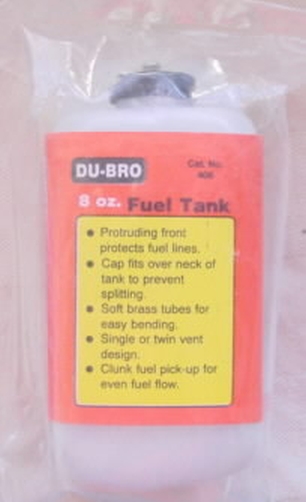 DU-BRO
Cat. No.
408
8 oz. Fuel Tank
● Protruding front
protects fuel lines.
● Cap fits over neck of
tank to prevent
splitting.
● Soft brass tubes for
easy bending.
● Single or twin vent
design.
● Clunk fuel pick-up for
even fuel flow.